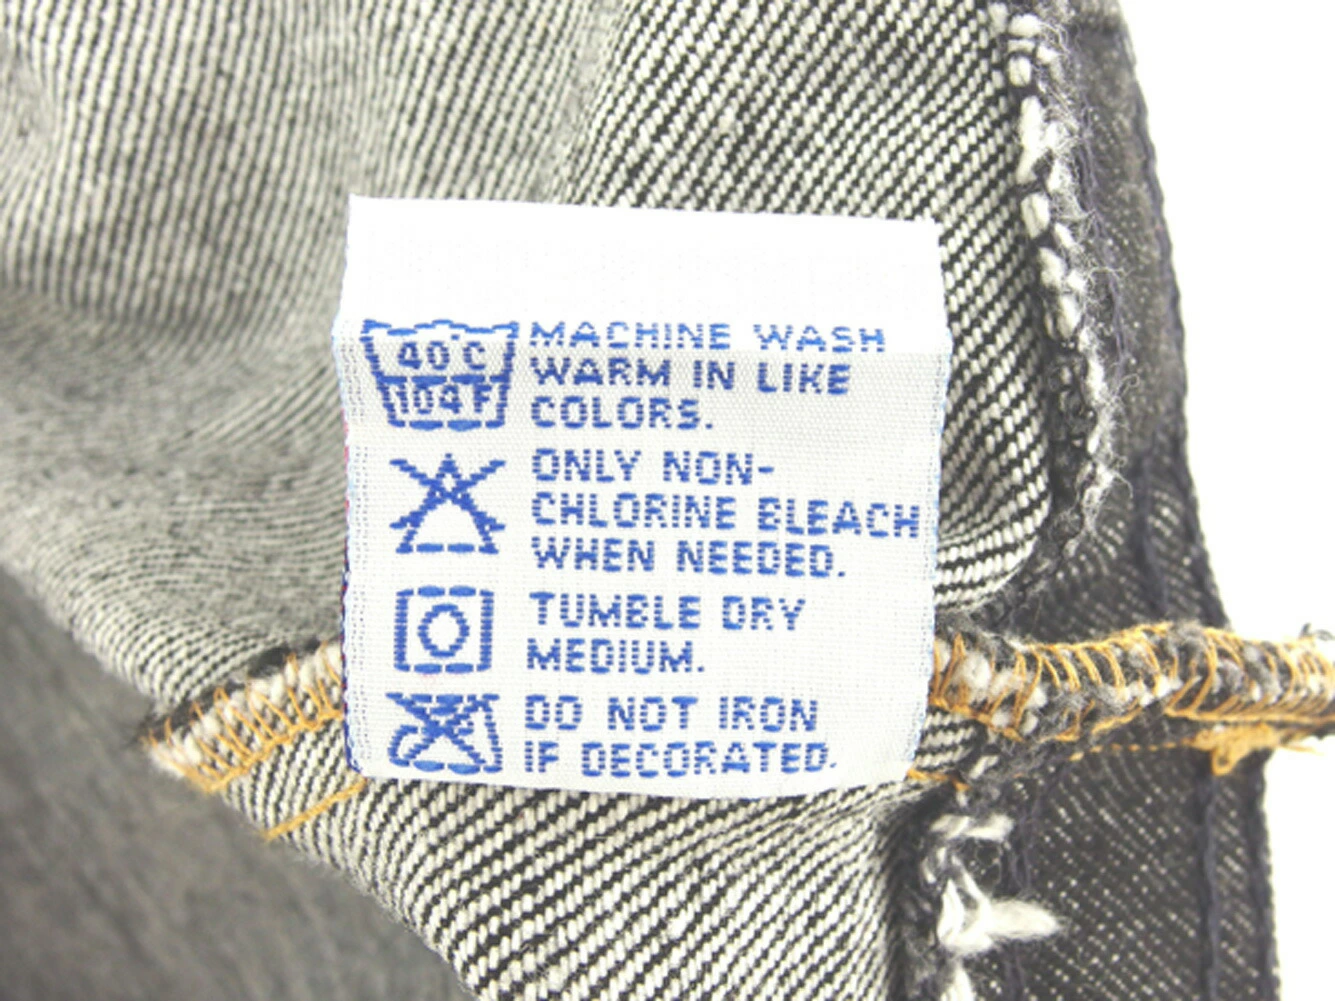 40°C
104F
MACHINE WASH
WARM IN LIKE
COLORS.
ONLY NON-
CHLORINE BLEACH
WHEN NEEDED.
TUMBLE DRY
MEDIUM.
DO NOT IRON
IF DECORATED.